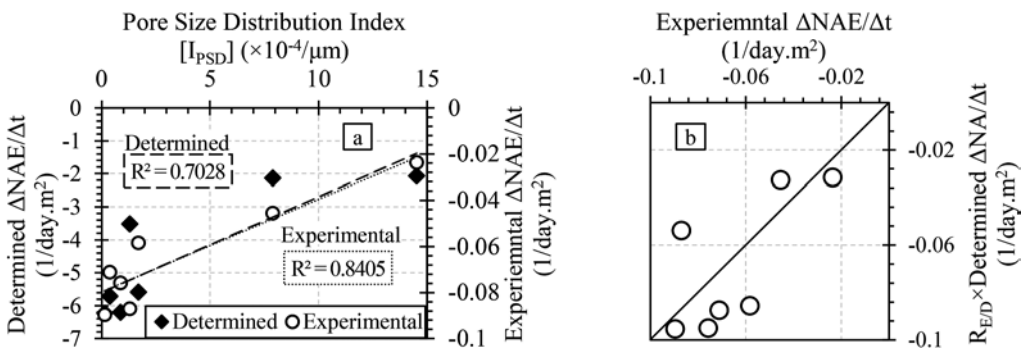 Pore Size Distribution Index
[I_PSD] (×10⁻⁴/μm)
0 5 10 15
Determined ΔNAE/Δt
(1/day.m²)
0
-1
-2
-3
-4
-5
-6
-7
Determined
R² = 0.7028
a
Experimental
R² = 0.8405
Determined Experimental
0
-0.02
-0.04
-0.06
-0.08
-0.1
Experiemntal ΔNAE/Δt
(1/day.m²)
Experiemntal ΔNAE/Δt
(1/day.m²)
-0.1 -0.06 -0.02
b
-0.02
-0.06
-0.1
R_E/D×Determined ΔNA/Δt
(1/day.m²)